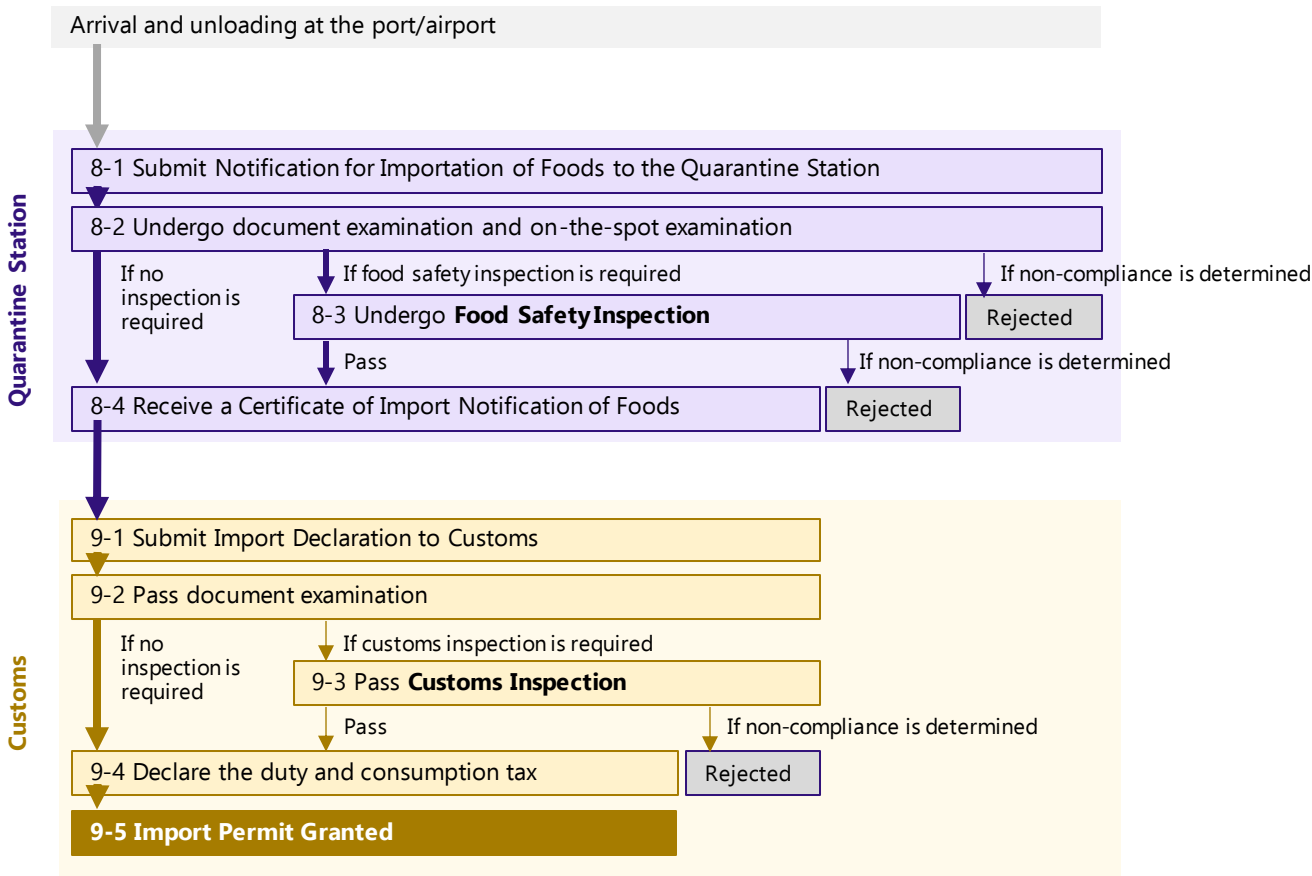 Arrival and unloading at the port/airport
Quarantine Station
8-1 Submit Notification for Importation of Foods to the Quarantine Station
8-2 Undergo document examination and on-the-spot examination
If no
inspection is
required
If food safety inspection is required
If non-compliance is determined
8-3 Undergo Food Safety Inspection
Rejected
Pass
If non-compliance is determined
8-4 Receive a Certificate of Import Notification of Foods
Rejected
Customs
9-1 Submit Import Declaration to Customs
9-2 Pass document examination
If no
inspection is
required
If customs inspection is required
9-3 Pass Customs Inspection
Pass
If non-compliance is determined
9-4 Declare the duty and consumption tax
Rejected
9-5 Import Permit Granted